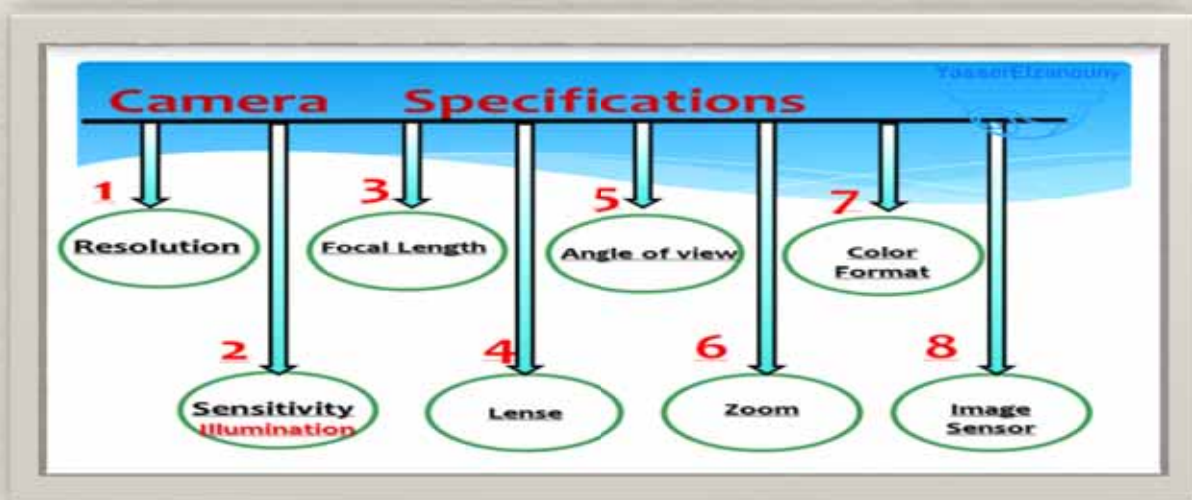 YasserElzanouny
Camera Specifications
1
Resolution
2
Sensitivity
Illumination
3
Focal Length
4
Lense
5
Angle of view
6
Zoom
7
Color
Format
8
Image
Sensor